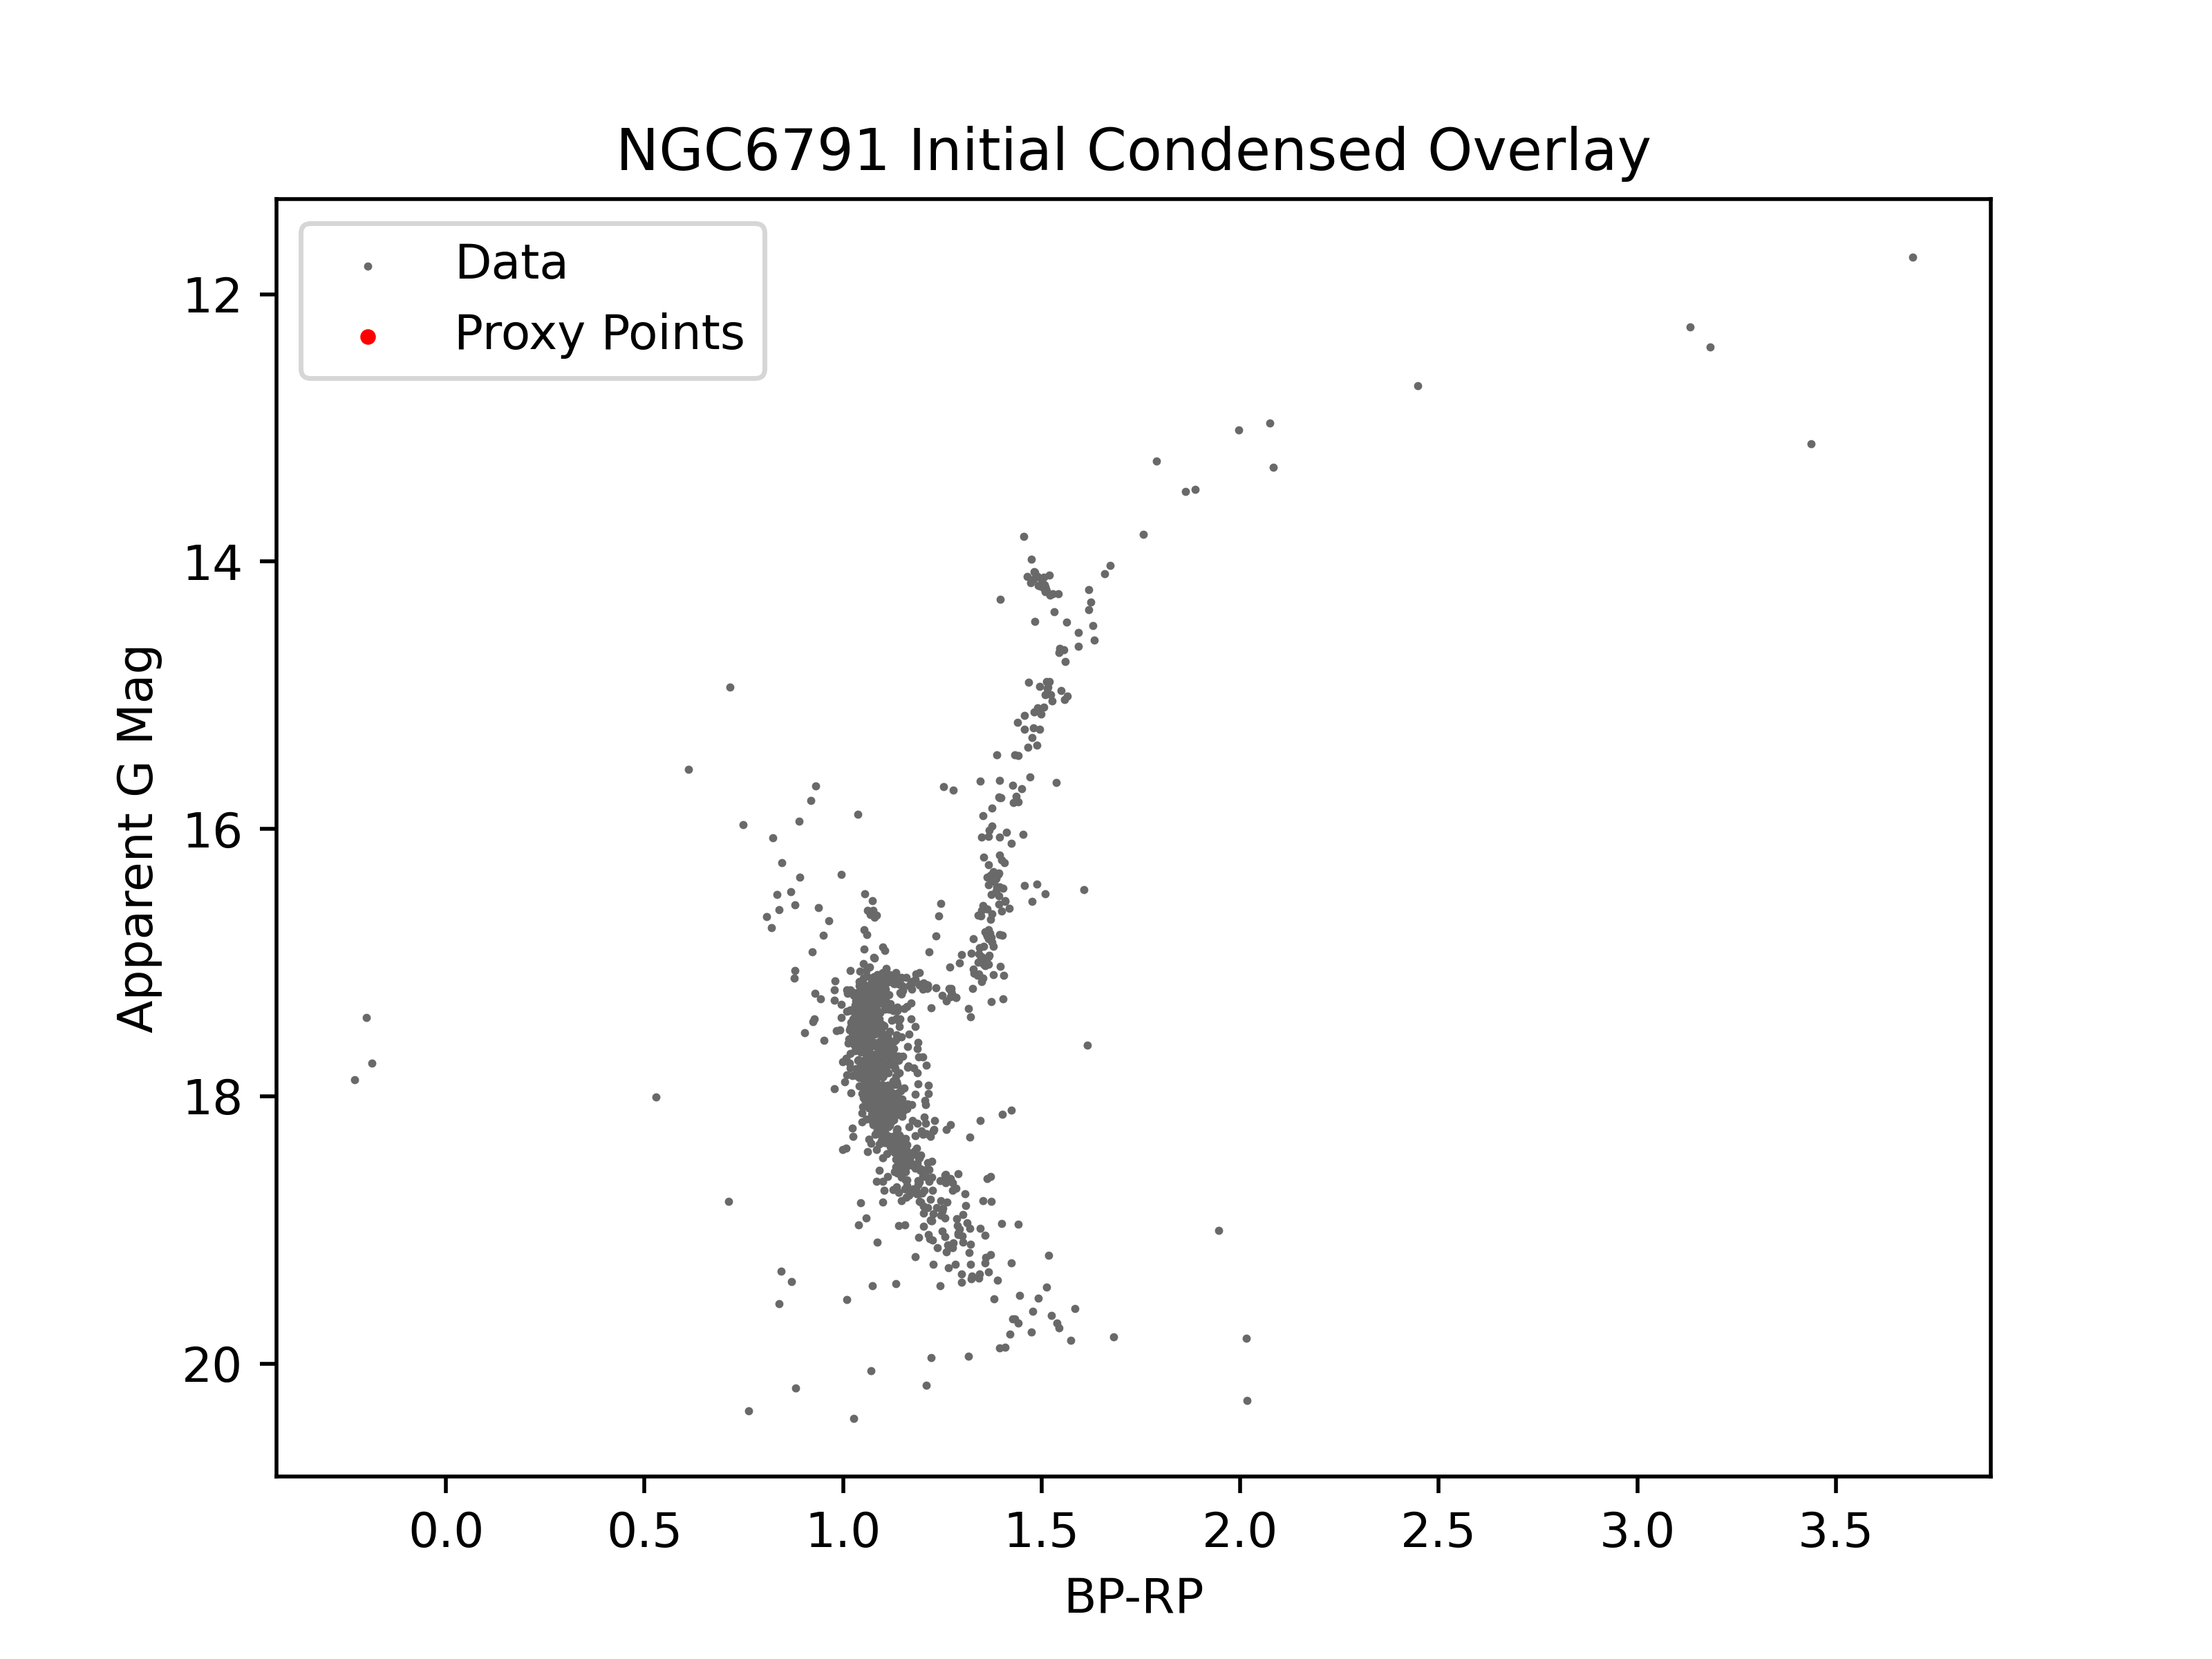 NGC6791 Initial Condensed Overlay
Data
Proxy Points
12
14
16
18
20
Apparent G Mag
0.0 0.5 1.0 1.5 2.0 2.5 3.0 3.5
BP-RP